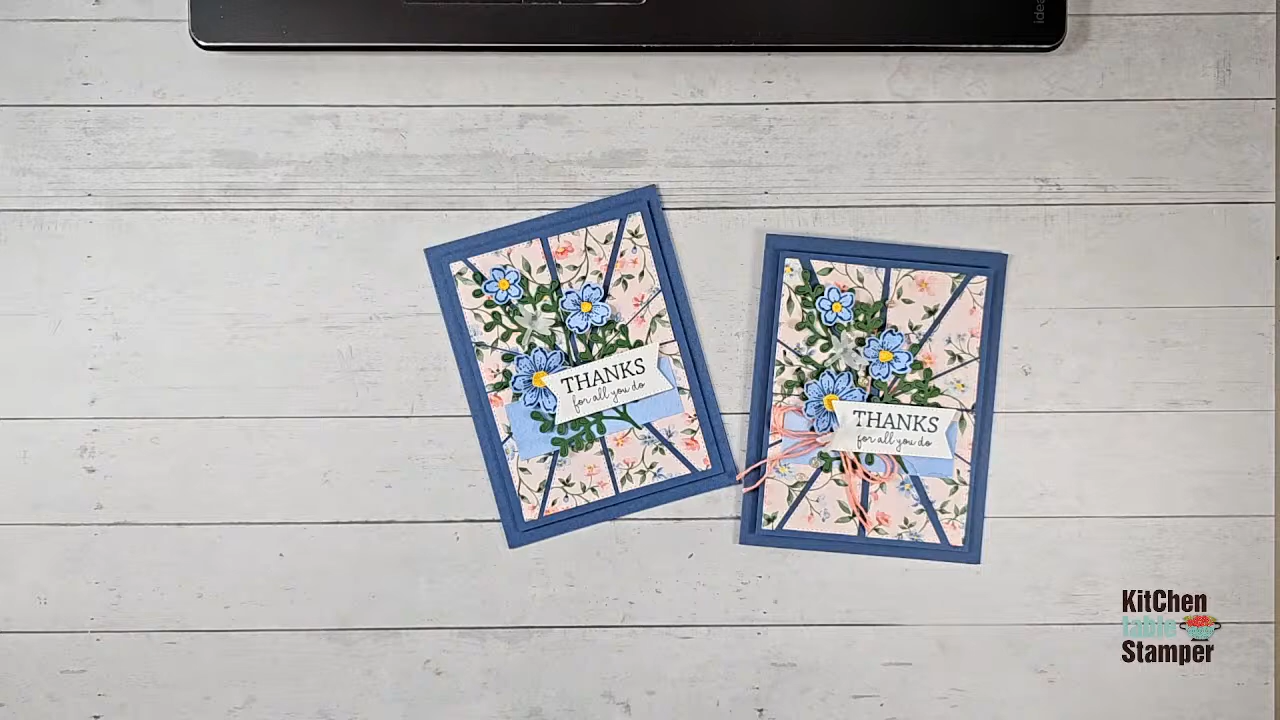 THANKS
for all you do
THANKS
for all you do
KitChen
table
Stamper